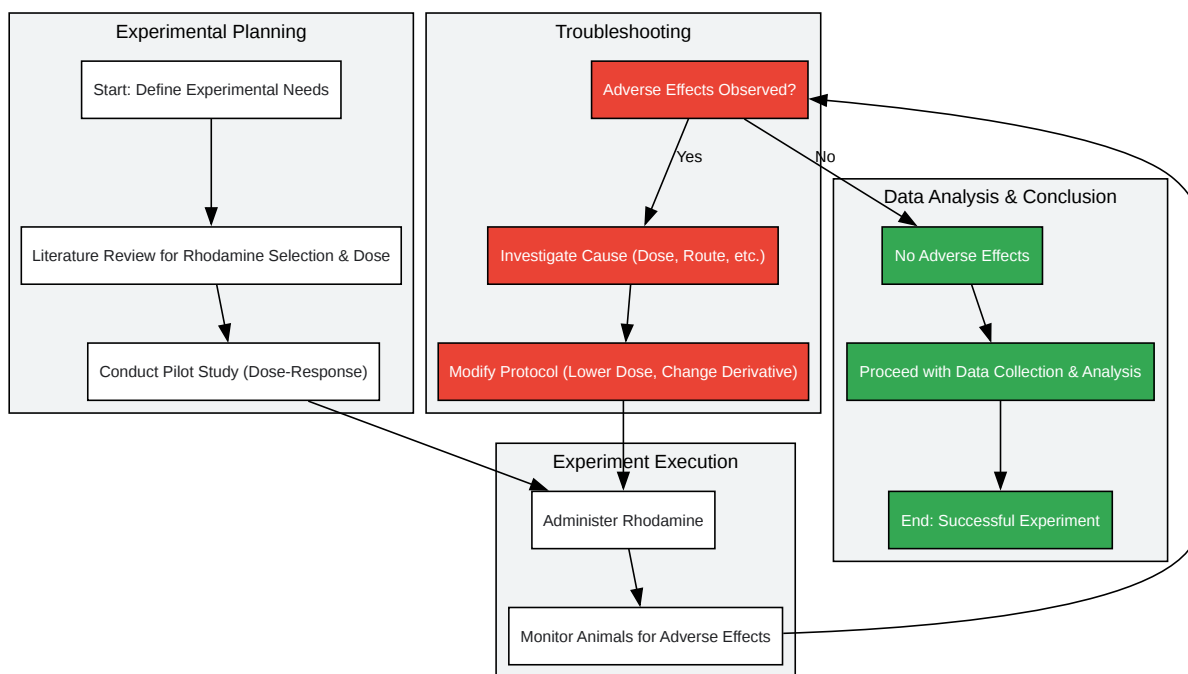 Experimental Planning
Start: Define Experimental Needs
Literature Review for Rhodamine Selection & Dose
Conduct Pilot Study (Dose-Response)
Troubleshooting
Adverse Effects Observed?
Yes
No
Investigate Cause (Dose, Route, etc.)
Modify Protocol (Lower Dose, Change Derivative)
Experiment Execution
Administer Rhodamine
Monitor Animals for Adverse Effects
Data Analysis & Conclusion
No Adverse Effects
Proceed with Data Collection & Analysis
End: Successful Experiment